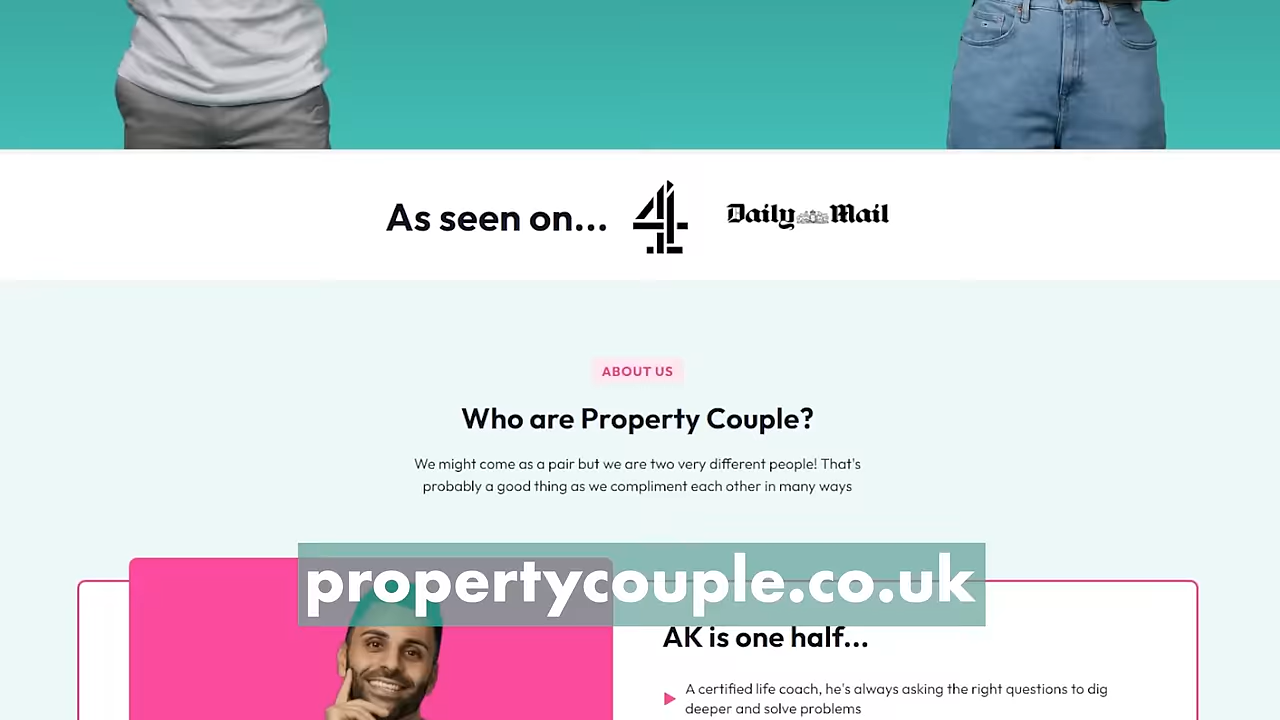 As seen on... 4 Daily Mail
ABOUT US
Who are Property Couple?
We might come as a pair but we are two very different people! That's
probably a good thing as we compliment each other in many ways
propertycouple.co.uk
AK is one half...
A certified life coach, he's always asking the right questions to dig
deeper and solve problems